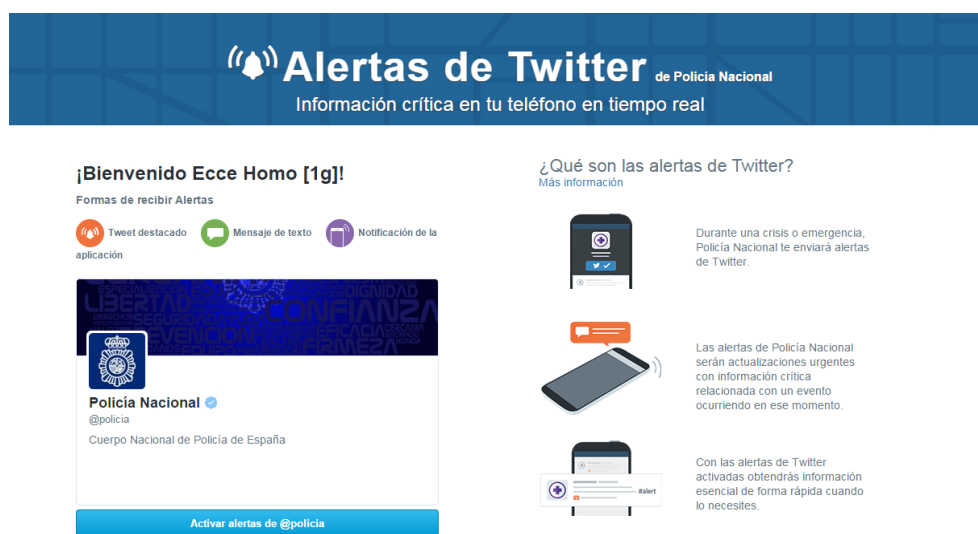 Alertas de Twitter de Policía Nacional
Información crítica en tu teléfono en tiempo real
¡Bienvenido Ecce Homo [1g]!
Formas de recibir Alertas
Tweet destacado Mensaje de texto Notificación de la
aplicación
DIGNIDAD
LIBERTAD
CONFIANZA
SEGURIDAD
EFICACIA
CERCANÍA
HONOR
FIRMEZA
Policía Nacional
@policia
Cuerpo Nacional de Policía de España
Activar alertas de @policia
¿Qué son las alertas de Twitter?
Más información
Durante una crisis o emergencia,
Policía Nacional te enviará alertas
de Twitter.
Las alertas de Policía Nacional
serán actualizaciones urgentes
con información crítica
relacionada con un evento
ocurriendo en ese momento.
#alert
Con las alertas de Twitter
activadas obtendrás información
esencial de forma rápida cuando
lo necesites.